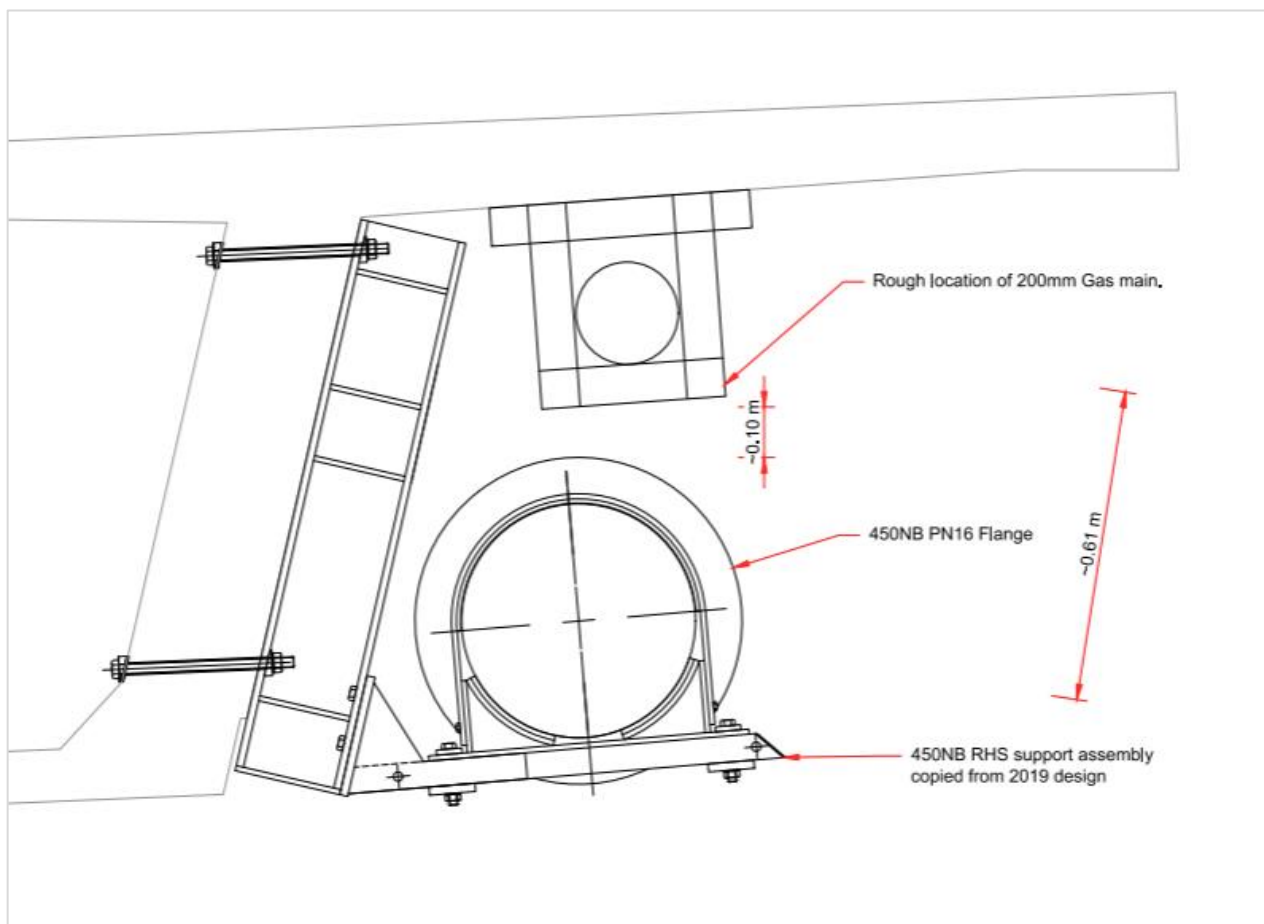 Rough location of 200mm Gas main.
~0.10 m
~0.61 m
450NB PN16 Flange
450NB RHS support assembly
copied from 2019 design